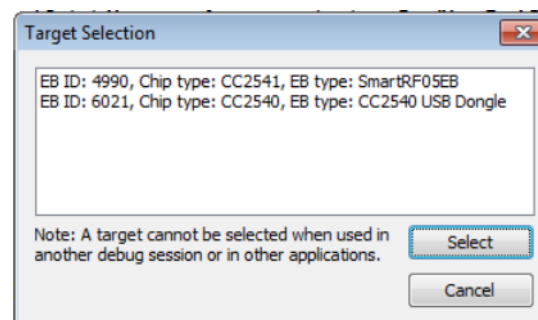 Target Selection
EB ID: 4990, Chip type: CC2541, EB type: SmartRF05EB
EB ID: 6021, Chip type: CC2540, EB type: CC2540 USB Dongle
Note: A target cannot be selected when used in
another debug session or in other applications.
Select
Cancel